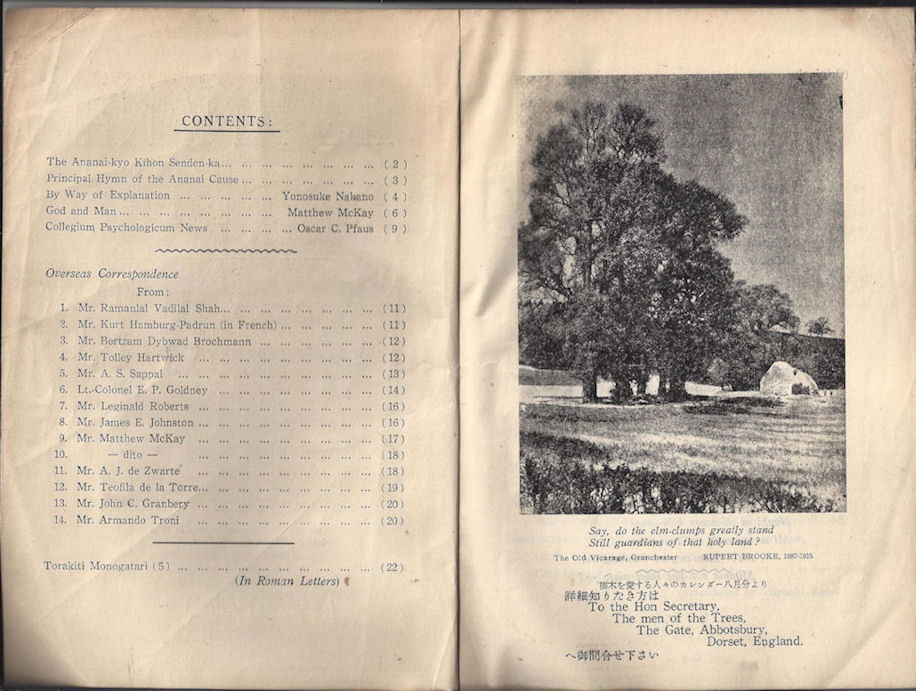 CONTENTS:
The Ananai-kyo Kihon Senden-ka... ... ... ... ... ... ... ... ( 2 )
Principal Hymn of the Ananai Cause ... ... ... ... ... ... ... ( 3 )
By Way of Explanation ... ... ... ... ... Yonosuke Nakano ( 4 )
God and Man ... ... ... ... ... ... ... ... Matthew McKay ( 6 )
Collegium Psychologicum News ... ... ... ... Oscar C. Pfaus ( 9 )
Overseas Correspondence
From:
1. Mr. Ramanlal Vadilal Shah... ... ... ... ... ... ... ... (11)
2. Mr. Kurt Hamburg-Padrun (in French) ... ... ... ... ... (11)
3. Mr. Bertram Dybwad Brochmann ... ... ... ... ... ... (12)
4. Mr. Tolley Hartwick ... ... ... ... ... ... ... ... ... (12)
5. Mr. A. S. Sappal ... ... ... ... ... ... ... ... ... ... (13)
6. Lt.-Colonel E. P. Goldney ... ... ... ... ... ... ... ... (14)
7. Mr. Leginald Roberts ... ... ... ... ... ... ... ... ... (16)
8. Mr. James E. Johnston ... ... ... ... ... ... ... ... ... (16)
9. Mr. Matthew McKay ... ... ... ... ... ... ... ... ... (17)
10. — dito — ... ... ... ... ... ... ... ... ... (18)
11. Mr. A. J. de Zwarte ... ... ... ... ... ... ... ... ... (18)
12. Mr. Teofila de la Torre... ... ... ... ... ... ... ... ... (19)
13. Mr. John C. Granbery ... ... ... ... ... ... ... ... ... (20)
14. Mr. Armando Troni ... ... ... ... ... ... ... ... ... (20)
Torakiti Monogatari (5) ... ... ... ... ... ... ... ... ... ... (22)
(In Roman Letters)
Say, do the elm-clumps greatly stand
Still guardians of that holy land?
The Old Vicarage, Granchester RUPERT BROOKE, 1887-1915
樹木を愛する人々のカレンダー八月分より
詳細知りたき方は
To the Hon Secretary,
The men of the Trees,
The Gate, Abbotsbury,
Dorset, England.
へ御問合せ下さい